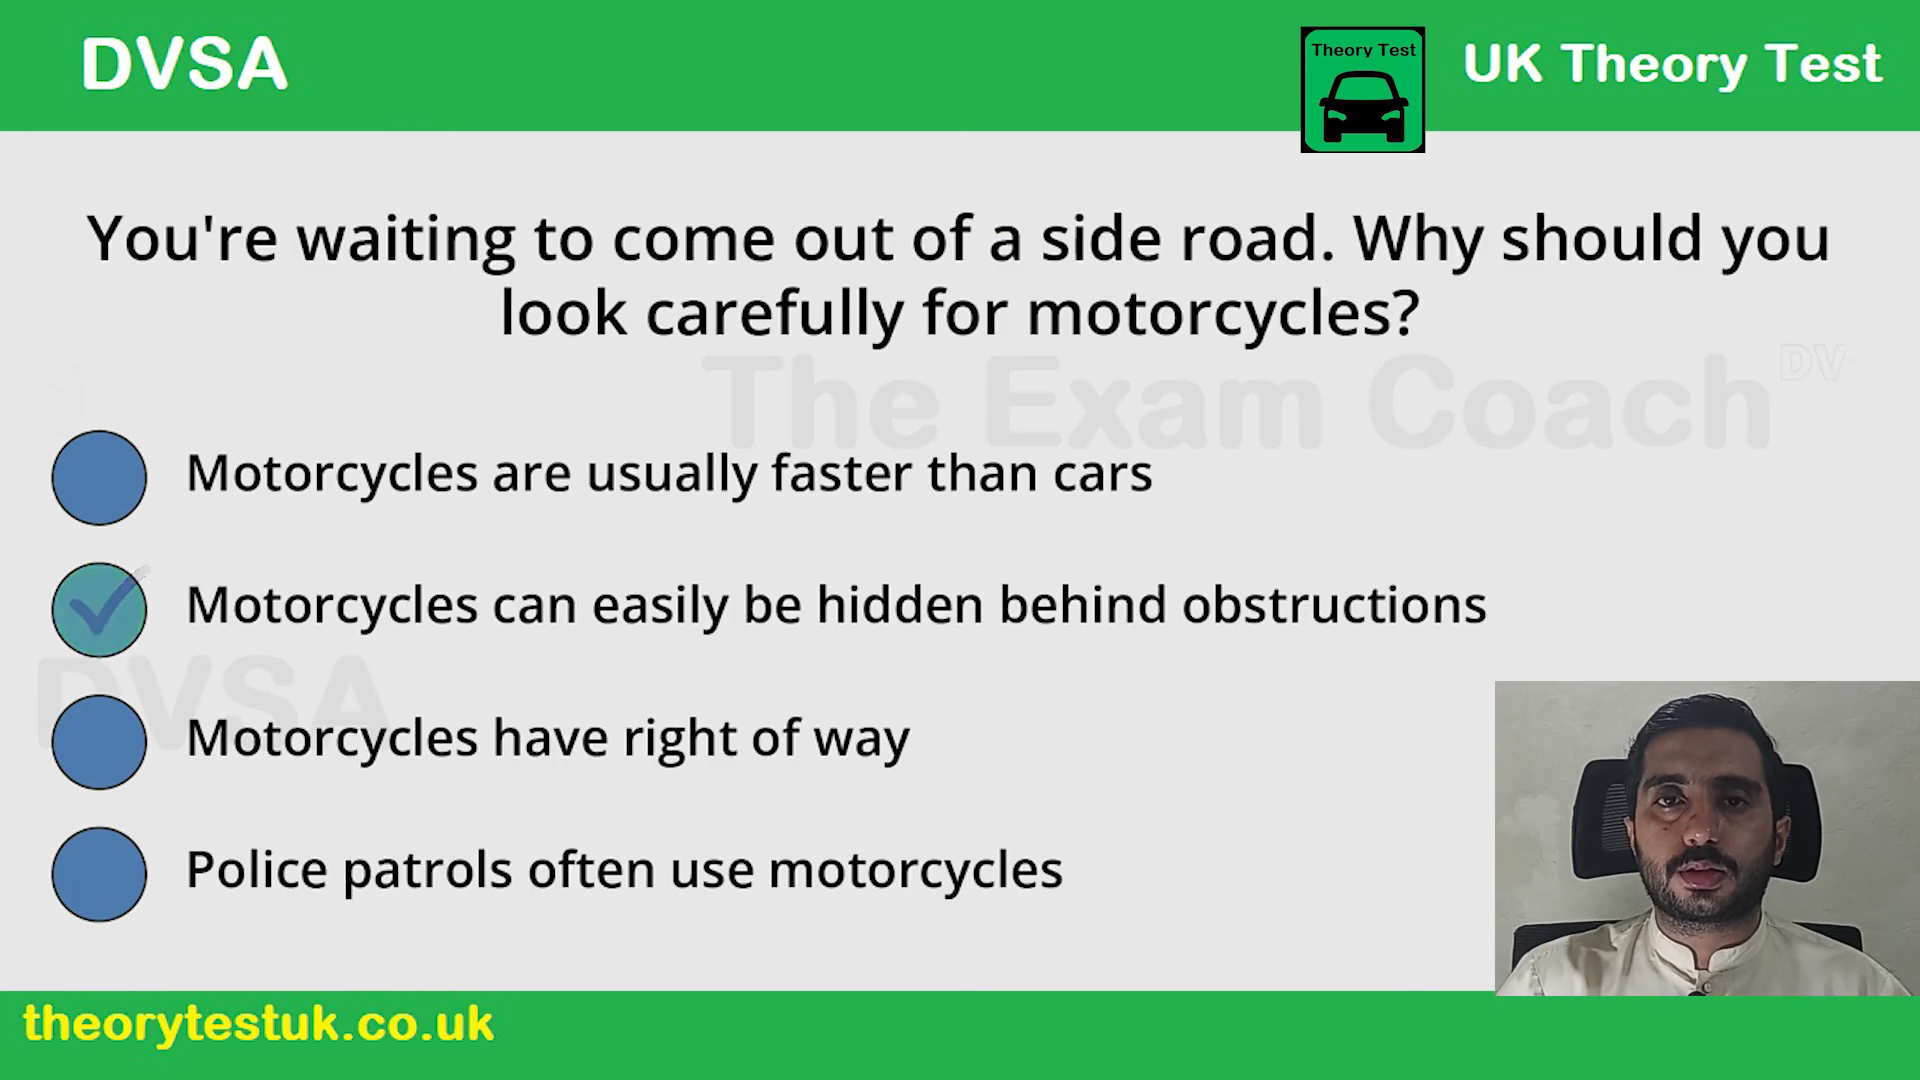 DVSA
Theory Test
UK Theory Test
You're waiting to come out of a side road. Why should you
look carefully for motorcycles?
The Exam Coach
DV
Motorcycles are usually faster than cars
Motorcycles can easily be hidden behind obstructions
DVSA
Motorcycles have right of way
Police patrols often use motorcycles
theorytestuk.co.uk